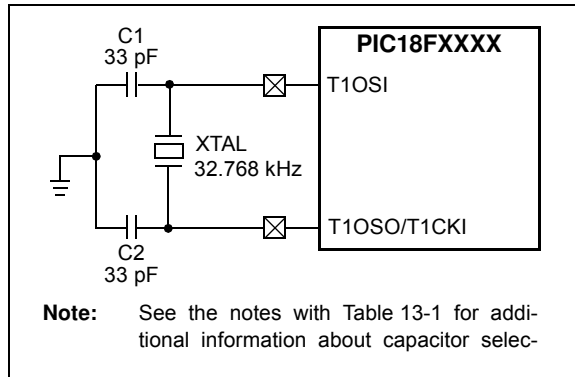 C1
33 pF
PIC18FXXXX
T1OSI
XTAL
32.768 kHz
T1OSO/T1CKI
C2
33 pF
Note: See the notes with Table 13-1 for addi-
tional information about capacitor selec-